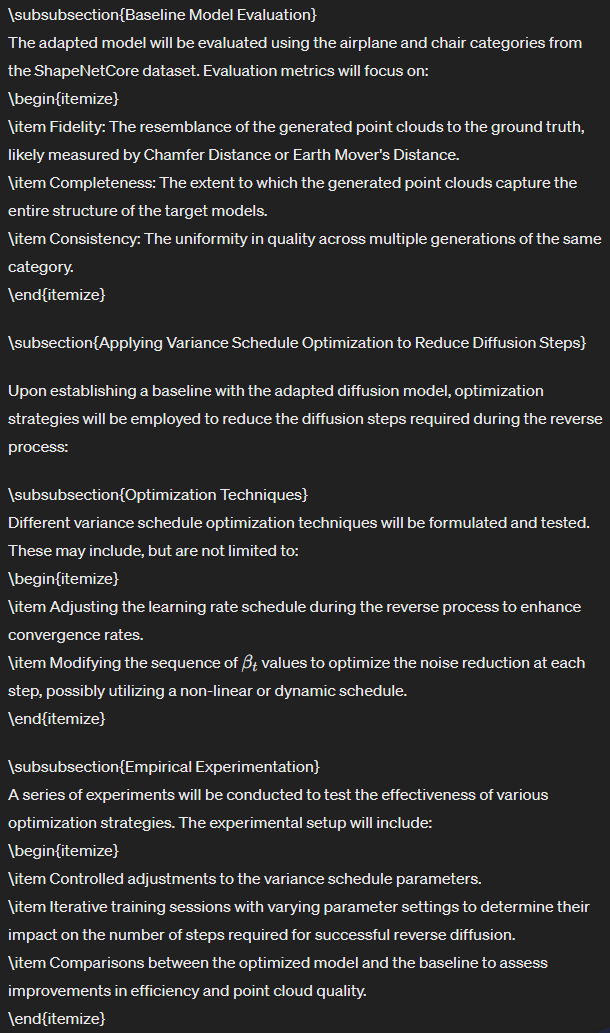 \subsubsection{Baseline Model Evaluation}
The adapted model will be evaluated using the airplane and chair categories from
the ShapeNetCore dataset. Evaluation metrics will focus on:
\begin{itemize}
\item Fidelity: The resemblance of the generated point clouds to the ground truth,
likely measured by Chamfer Distance or Earth Mover's Distance.
\item Completeness: The extent to which the generated point clouds capture the
entire structure of the target models.
\item Consistency: The uniformity in quality across multiple generations of the same
category.
\end{itemize}
\subsection{Applying Variance Schedule Optimization to Reduce Diffusion Steps}
Upon establishing a baseline with the adapted diffusion model, optimization
strategies will be employed to reduce the diffusion steps required during the reverse
process:
\subsubsection{Optimization Techniques}
Different variance schedule optimization techniques will be formulated and tested.
These may include, but are not limited to:
\begin{itemize}
\item Adjusting the learning rate schedule during the reverse process to enhance
convergence rates.
\item Modifying the sequence of βₜ values to optimize the noise reduction at each
step, possibly utilizing a non-linear or dynamic schedule.
\end{itemize}
\subsubsection{Empirical Experimentation}
A series of experiments will be conducted to test the effectiveness of various
optimization strategies. The experimental setup will include:
\begin{itemize}
\item Controlled adjustments to the variance schedule parameters.
\item Iterative training sessions with varying parameter settings to determine their
impact on the number of steps required for successful reverse diffusion.
\item Comparisons between the optimized model and the baseline to assess
improvements in efficiency and point cloud quality.
\end{itemize}